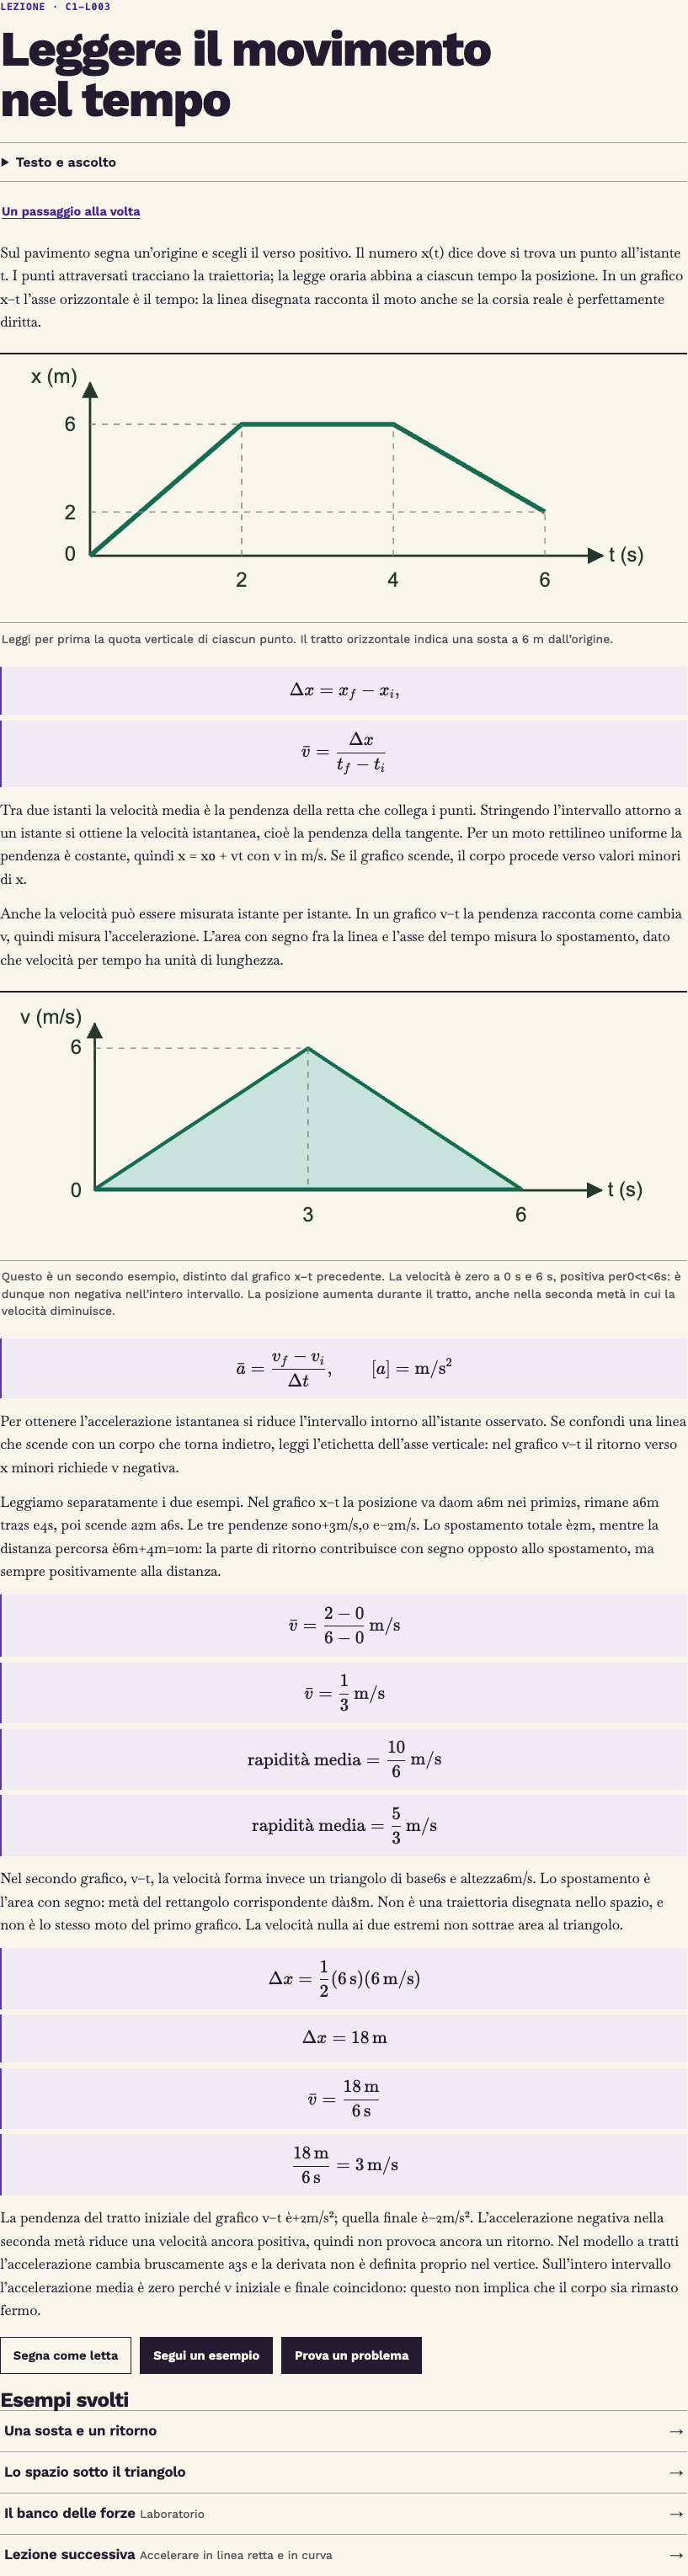 LEZIONE · C1–L003
Leggere il movimento
nel tempo
▶ Testo e ascolto
Un passaggio alla volta
Sul pavimento segna un’origine e scegli il verso positivo. Il numero x(t) dice dove si trova un punto all’istante
t. I punti attraversati tracciano la traiettoria; la legge oraria abbina a ciascun tempo la posizione. In un grafico
x–t l’asse orizzontale è il tempo: la linea disegnata racconta il moto anche se la corsia reale è perfettamente
diritta.
x (m)
6
2
0
t (s)
2 4 6
Leggi per prima la quota verticale di ciascun punto. Il tratto orizzontale indica una sosta a 6 m dall’origine.
Δx = x_f − x_i,
v̄ = Δx / (t_f − t_i)
Tra due istanti la velocità media è la pendenza della retta che collega i punti. Stringendo l’intervallo attorno a
un istante si ottiene la velocità istantanea, cioè la pendenza della tangente. Per un moto rettilineo uniforme la
pendenza è costante, quindi x = x₀ + vt con v in m/s. Se il grafico scende, il corpo procede verso valori minori
di x.
Anche la velocità può essere misurata istante per istante. In un grafico v–t la pendenza racconta come cambia
v, quindi misura l’accelerazione. L’area con segno fra la linea e l’asse del tempo misura lo spostamento, dato
che velocità per tempo ha unità di lunghezza.
v (m/s)
6
0
t (s)
3 6
Questo è un secondo esempio, distinto dal grafico x–t precedente. La velocità è zero a 0 s e 6 s, positiva per0<t<6s: è
dunque non negativa nell’intero intervallo. La posizione aumenta durante il tratto, anche nella seconda metà in cui la
velocità diminuisce.
ā = (v_f − v_i) / Δt, [a] = m/s²
Per ottenere l’accelerazione istantanea si riduce l’intervallo intorno all’istante osservato. Se confondi una linea
che scende con un corpo che torna indietro, leggi l’etichetta dell’asse verticale: nel grafico v–t il ritorno verso
x minori richiede v negativa.
Leggiamo separatamente i due esempi. Nel grafico x–t la posizione va da0m a6m nei primi2s, rimane a6m
tra2s e4s, poi scende a2m a6s. Le tre pendenze sono+3m/s,0 e−2m/s. Lo spostamento totale è2m, mentre la
distanza percorsa è6m+4m=10m: la parte di ritorno contribuisce con segno opposto allo spostamento, ma
sempre positivamente alla distanza.
v̄ = (2 − 0) / (6 − 0) m/s
v̄ = 1/3 m/s
rapidità media = 10/6 m/s
rapidità media = 5/3 m/s
Nel secondo grafico, v–t, la velocità forma invece un triangolo di base6s e altezza6m/s. Lo spostamento è
l’area con segno: metà del rettangolo corrispondente dà18m. Non è una traiettoria disegnata nello spazio, e
non è lo stesso moto del primo grafico. La velocità nulla ai due estremi non sottrae area al triangolo.
Δx = 1/2 (6 s)(6 m/s)
Δx = 18 m
v̄ = 18 m / 6 s
18 m / 6 s = 3 m/s
La pendenza del tratto iniziale del grafico v–t è+2m/s²; quella finale è−2m/s². L’accelerazione negativa nella
seconda metà riduce una velocità ancora positiva, quindi non provoca ancora un ritorno. Nel modello a tratti
l’accelerazione cambia bruscamente a3s e la derivata non è definita proprio nel vertice. Sull’intero intervallo
l’accelerazione media è zero perché v iniziale e finale coincidono: questo non implica che il corpo sia rimasto
fermo.
Segna come letta Segui un esempio Prova un problema
Esempi svolti
Una sosta e un ritorno →
Lo spazio sotto il triangolo →
Il banco delle forze Laboratorio →
Lezione successiva Accelerare in linea retta e in curva →